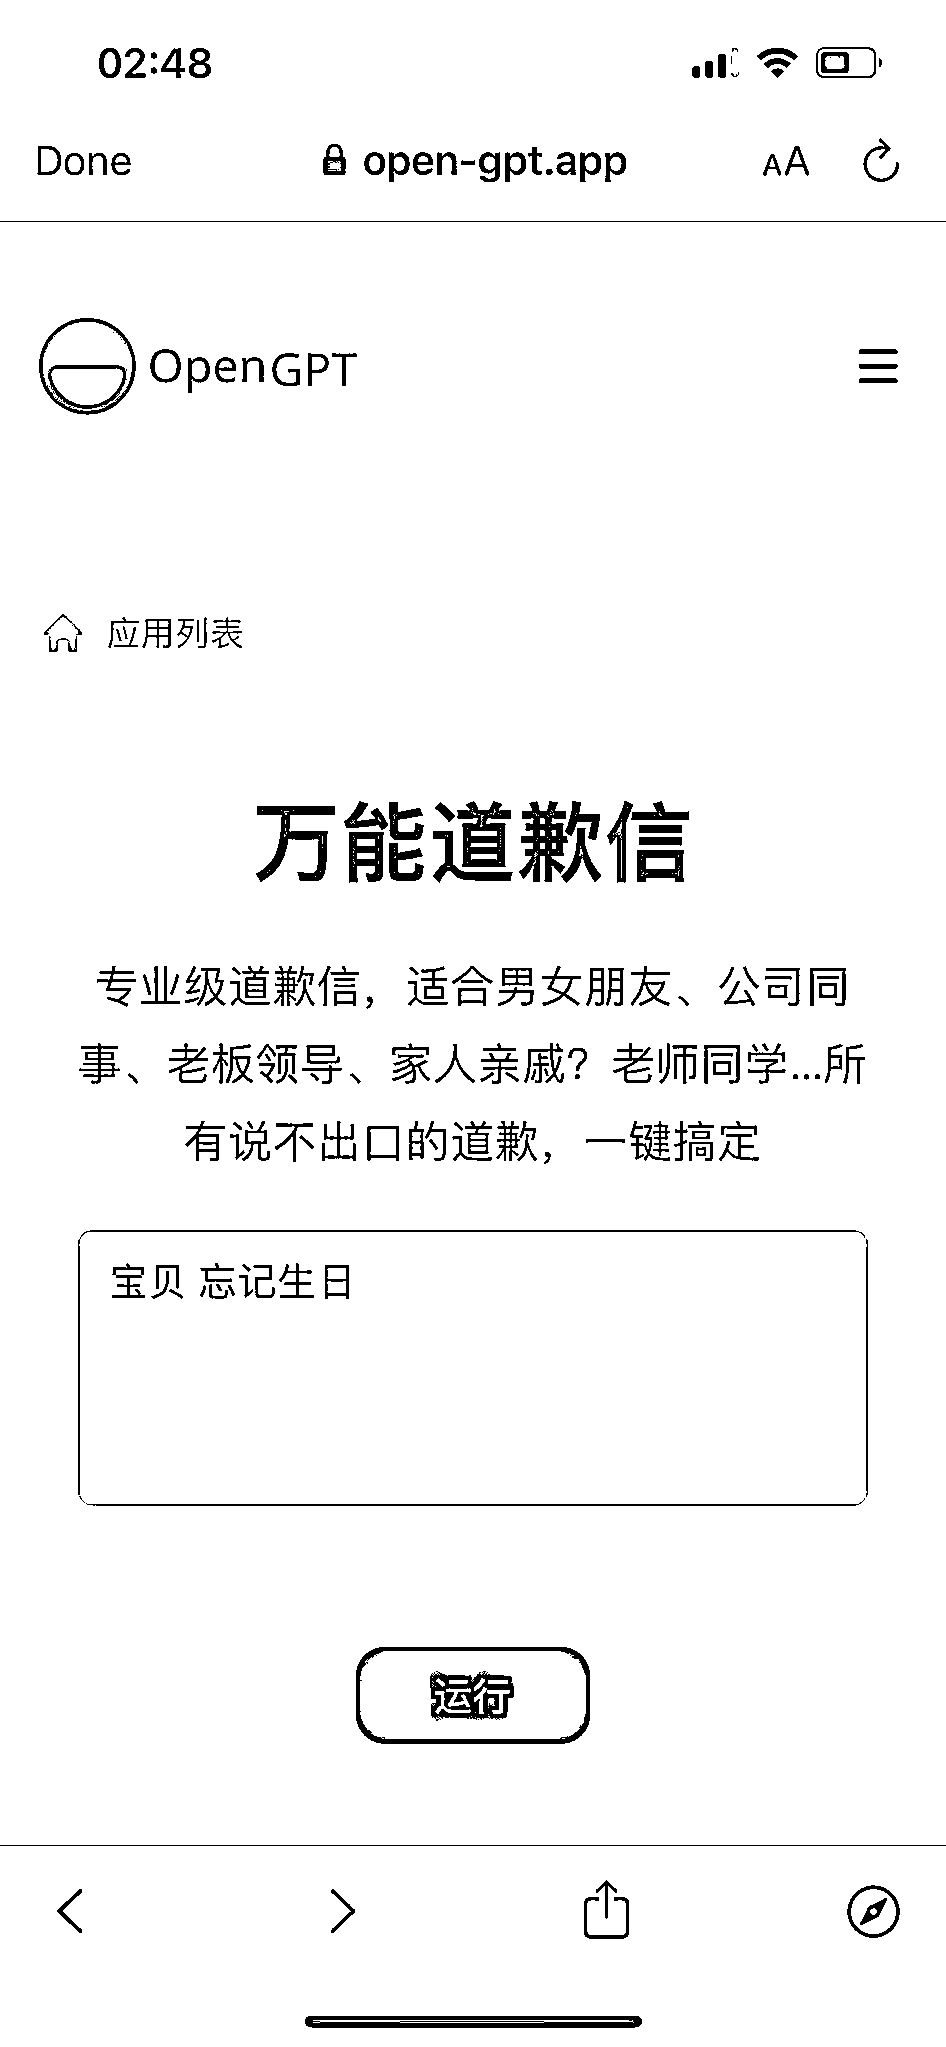 02:48
Done
open-gpt.app
AA
OpenGPT
应用列表
万能道歉信
专业级道歉信，适合男女朋友、公司同
事、老板领导、家人亲戚？老师同学...所
有说不出口的道歉，一键搞定
宝贝 忘记生日
运行